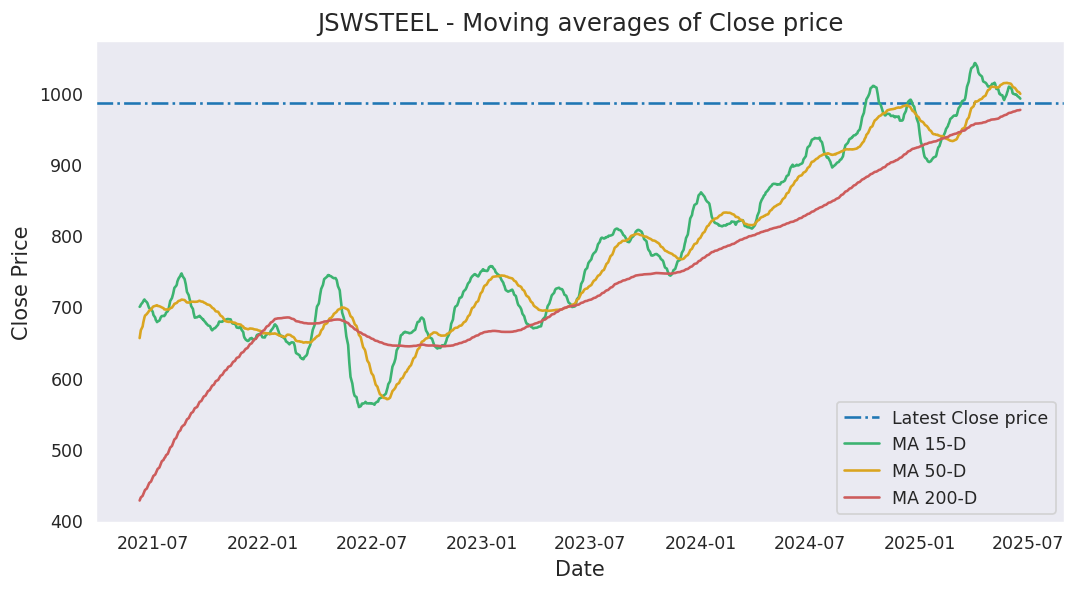 JSWSTEEL - Moving averages of Close price
Close Price
1000
900
800
700
600
500
400
2021-07
2022-01
2022-07
2023-01
2023-07
2024-01
2024-07
2025-01
2025-07
Date
Latest Close price
MA 15-D
MA 50-D
MA 200-D